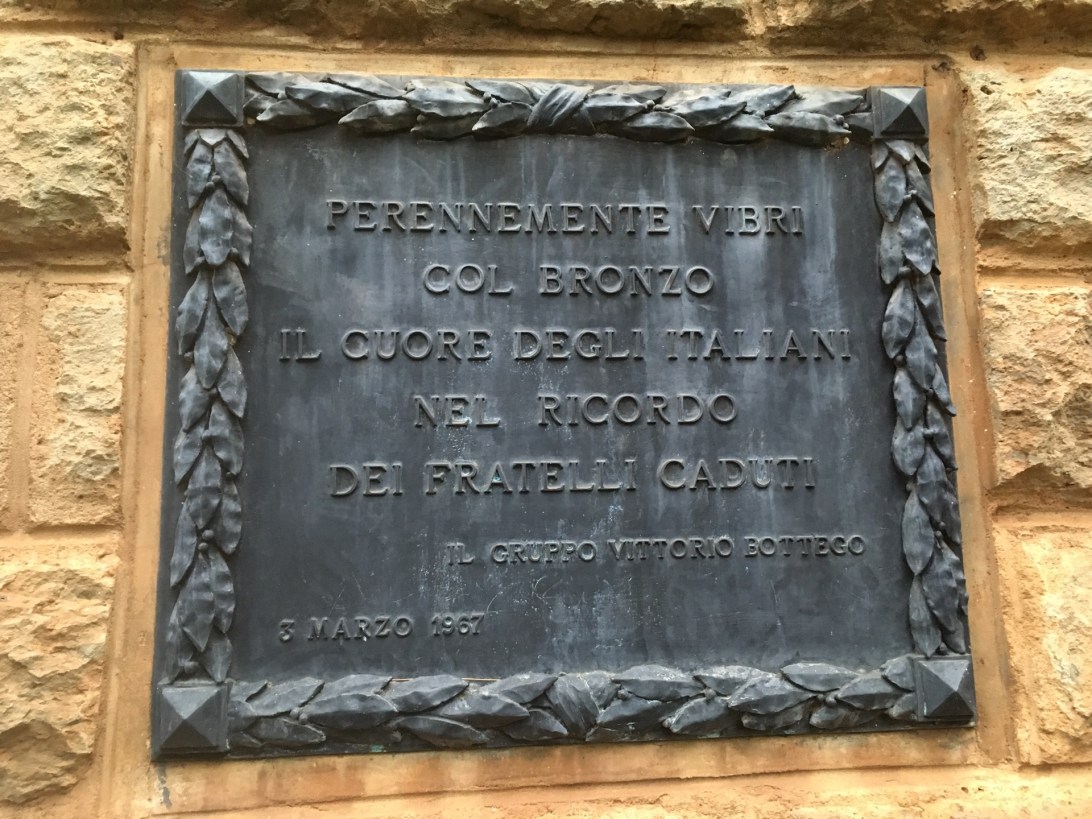 PERENNEMENTE VIBRI
COL BRONZO
IL CUORE DEGLI ITALIANI
NEL RICORDO
DEI FRATELLI CADUTI
IL GRUPPO VITTORIO BOTTEGO
3 MARZO 1967